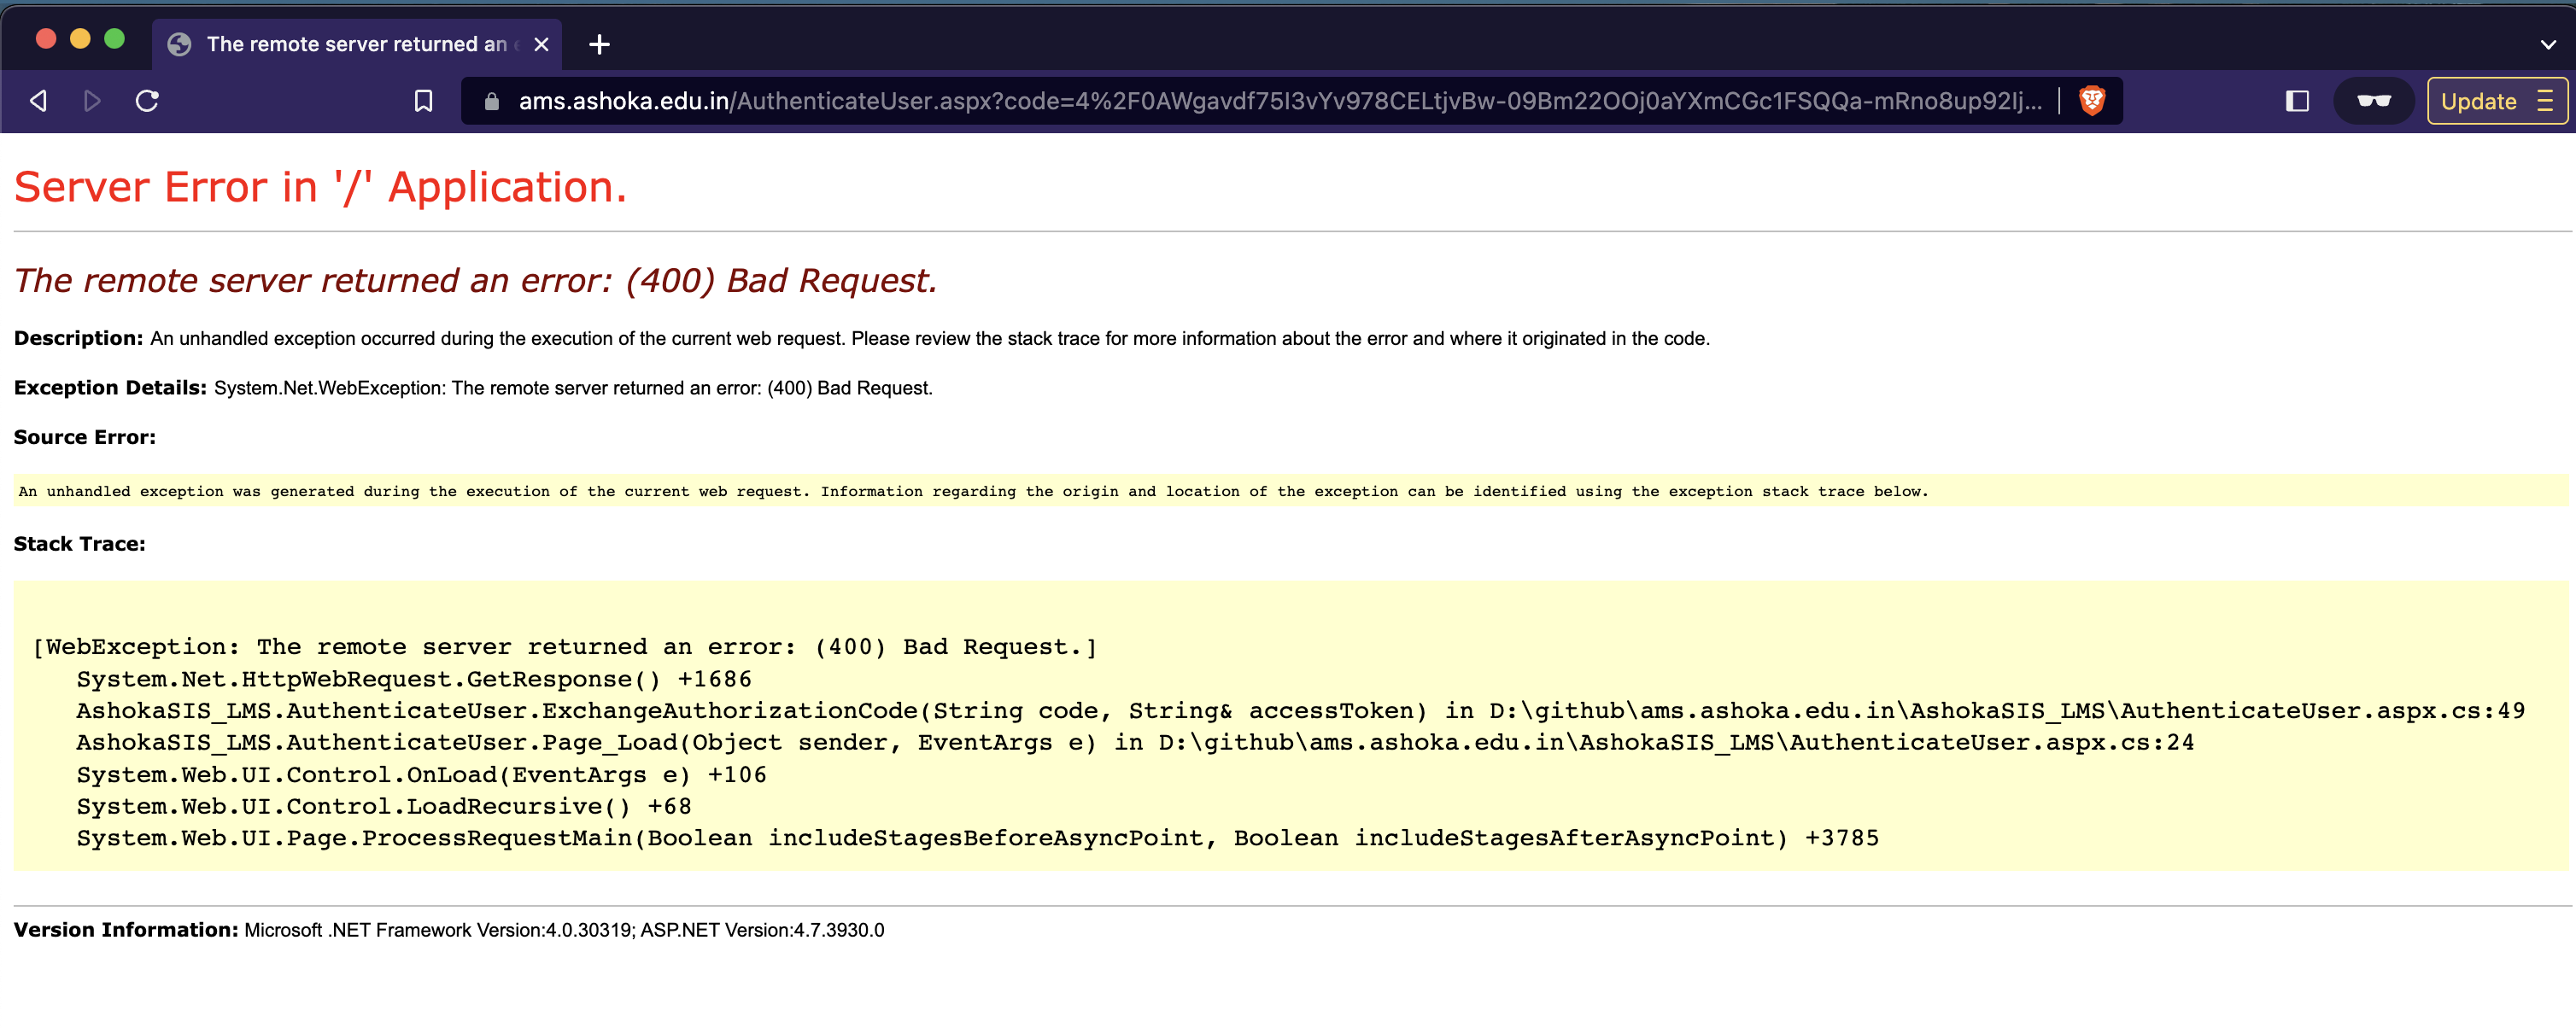 The remote server returned an
ams.ashoka.edu.in/AuthenticateUser.aspx?code=4%2F0AWgavdf75I3vYv978CELtjvBw-09Bm22OOj0aYXmCGc1FSQQa-mRno8up92Ij...
Update
Server Error in '/' Application.
The remote server returned an error: (400) Bad Request.
Description: An unhandled exception occurred during the execution of the current web request. Please review the stack trace for more information about the error and where it originated in the code.
Exception Details: System.Net.WebException: The remote server returned an error: (400) Bad Request.
Source Error:
An unhandled exception was generated during the execution of the current web request. Information regarding the origin and location of the exception can be identified using the exception stack trace below.
Stack Trace:
[WebException: The remote server returned an error: (400) Bad Request.]
System.Net.HttpWebRequest.GetResponse() +1686
AshokaSIS_LMS.AuthenticateUser.ExchangeAuthorizationCode(String code, String& accessToken) in D:\github\ams.ashoka.edu.in\AshokaSIS_LMS\AuthenticateUser.aspx.cs:49
AshokaSIS_LMS.AuthenticateUser.Page_Load(Object sender, EventArgs e) in D:\github\ams.ashoka.edu.in\AshokaSIS_LMS\AuthenticateUser.aspx.cs:24
System.Web.UI.Control.OnLoad(EventArgs e) +106
System.Web.UI.Control.LoadRecursive() +68
System.Web.UI.Page.ProcessRequestMain(Boolean includeStagesBeforeAsyncPoint, Boolean includeStagesAfterAsyncPoint) +3785
Version Information: Microsoft .NET Framework Version:4.0.30319; ASP.NET Version:4.7.3930.0